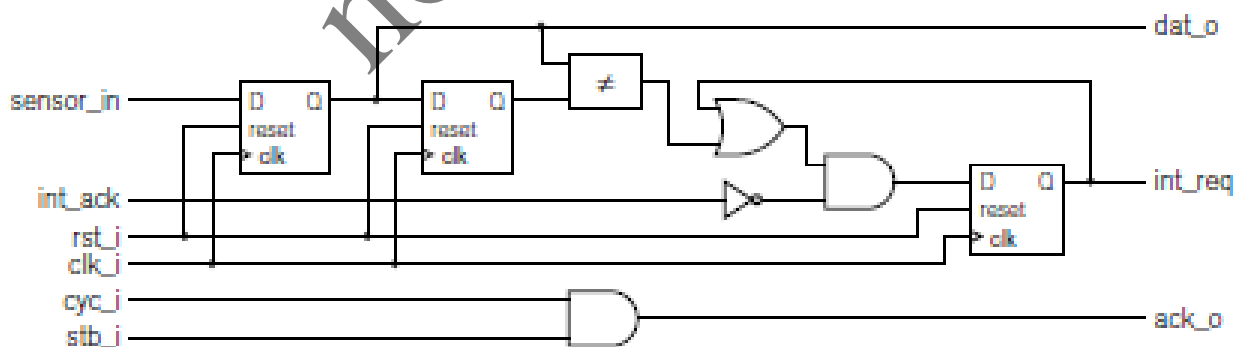 dat_o
sensor_in
D Q
reset
clk
D Q
reset
clk
≠
int_ack
D Q
reset
clk
int_req
rst_i
clk_i
cyc_i
stb_i
ack_o